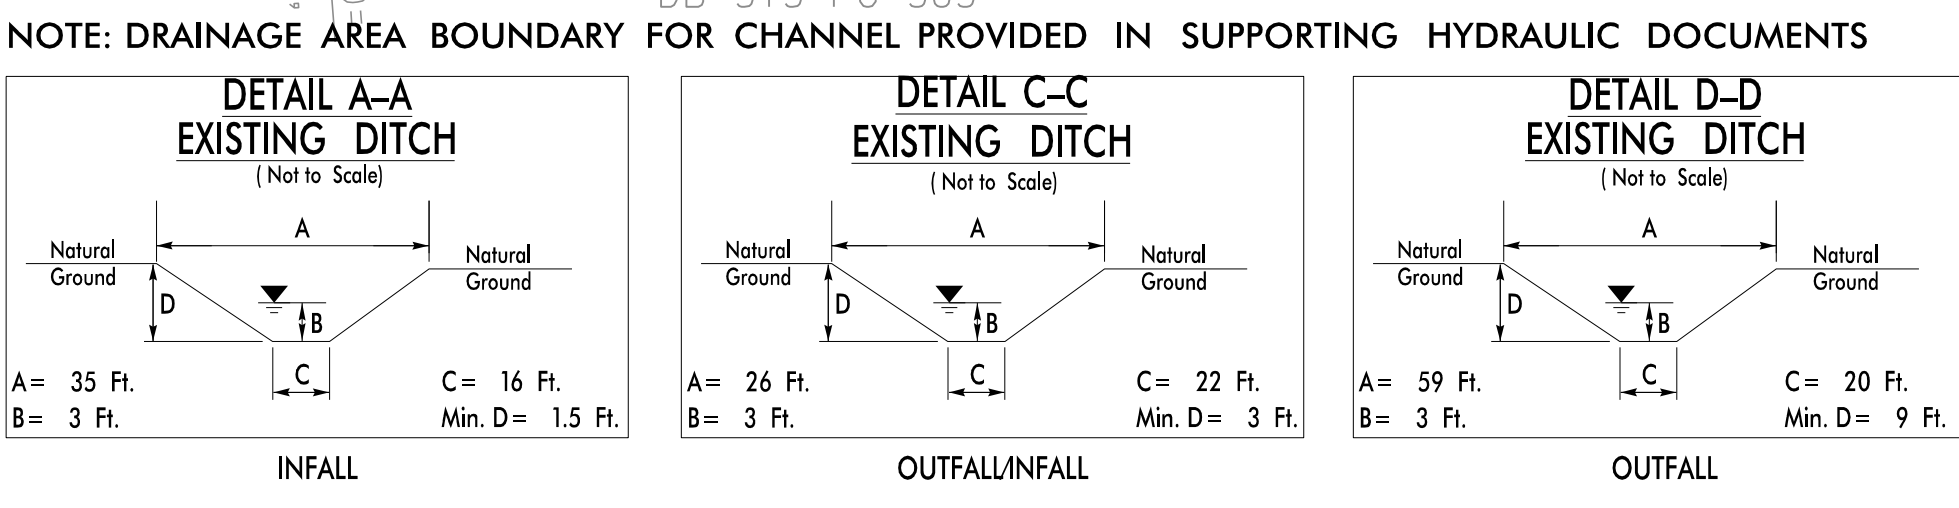 NOTE: DRAINAGE AREA BOUNDARY FOR CHANNEL PROVIDED IN SUPPORTING HYDRAULIC DOCUMENTS
DETAIL A–A
EXISTING DITCH
( Not to Scale)
A
Natural
Ground
Natural
Ground
D
B
C
A= 35 Ft.
B= 3 Ft.
C= 16 Ft.
Min. D= 1.5 Ft.
INFALL
DETAIL C–C
EXISTING DITCH
( Not to Scale)
A
Natural
Ground
Natural
Ground
D
B
C
A= 26 Ft.
B= 3 Ft.
C= 22 Ft.
Min. D= 3 Ft.
OUTFALL/INFALL
DETAIL D–D
EXISTING DITCH
( Not to Scale)
A
Natural
Ground
Natural
Ground
D
B
C
A= 59 Ft.
B= 3 Ft.
C= 20 Ft.
Min. D= 9 Ft.
OUTFALL